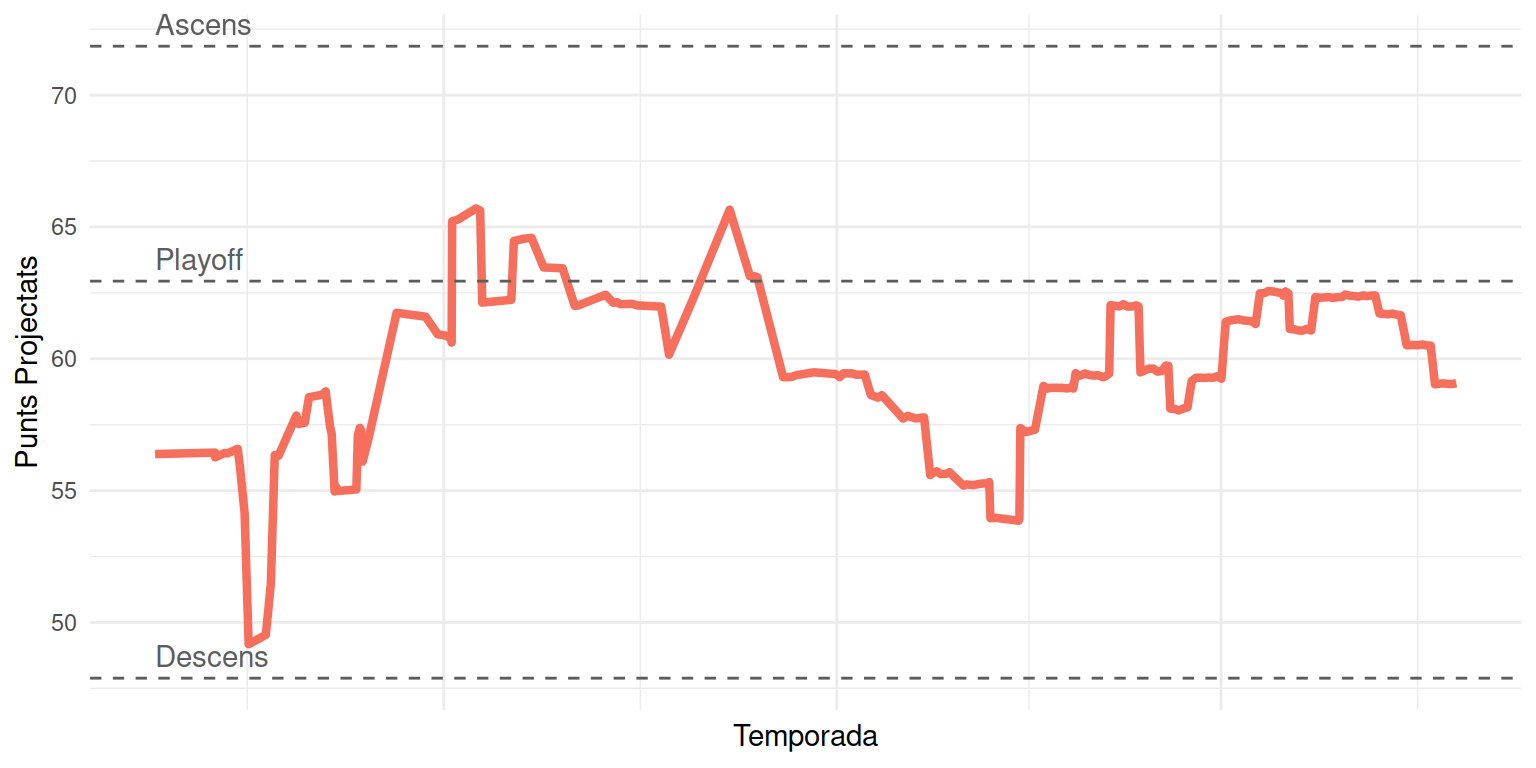 Ascens
70
65
Playoff
60
55
50
Descens
Punts Projectats
Temporada